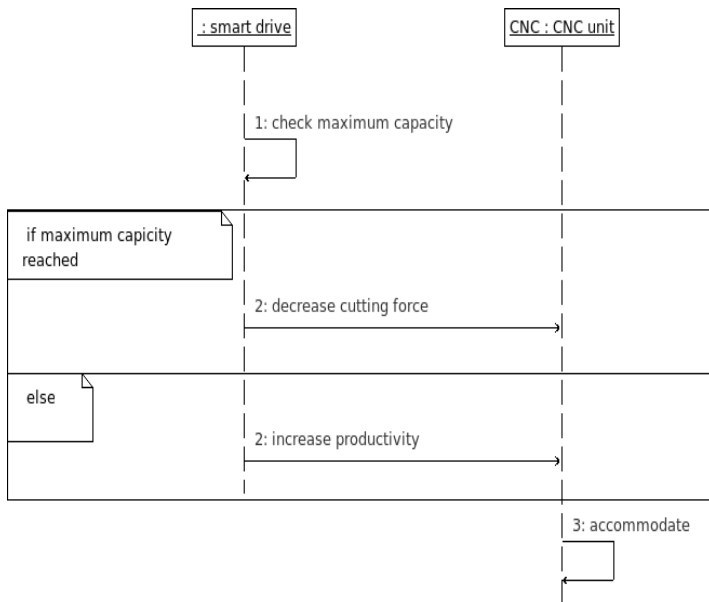 : smart drive
CNC : CNC unit
1: check maximum capacity
if maximum capicity
reached
2: decrease cutting force
else
2: increase productivity
3: accommodate